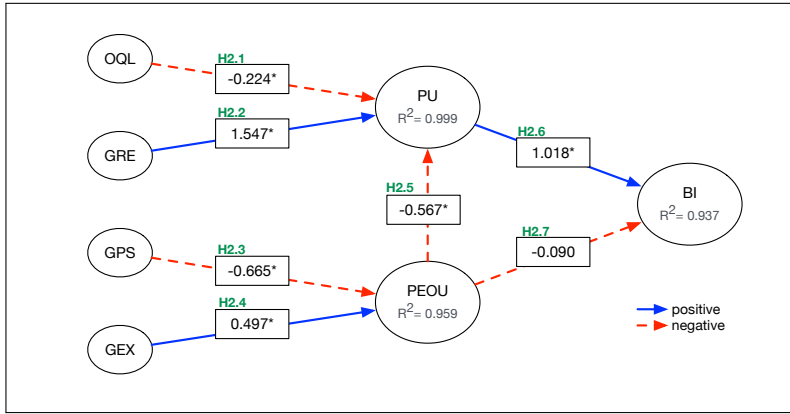 OQL
H2.1
-0.224*
PU
R²= 0.999
H2.2
1.547*
GRE
H2.6
1.018*
H2.5
-0.567*
BI
R²= 0.937
GPS
H2.3
-0.665*
H2.7
-0.090
PEOU
R²= 0.959
H2.4
0.497*
GEX
positive
negative